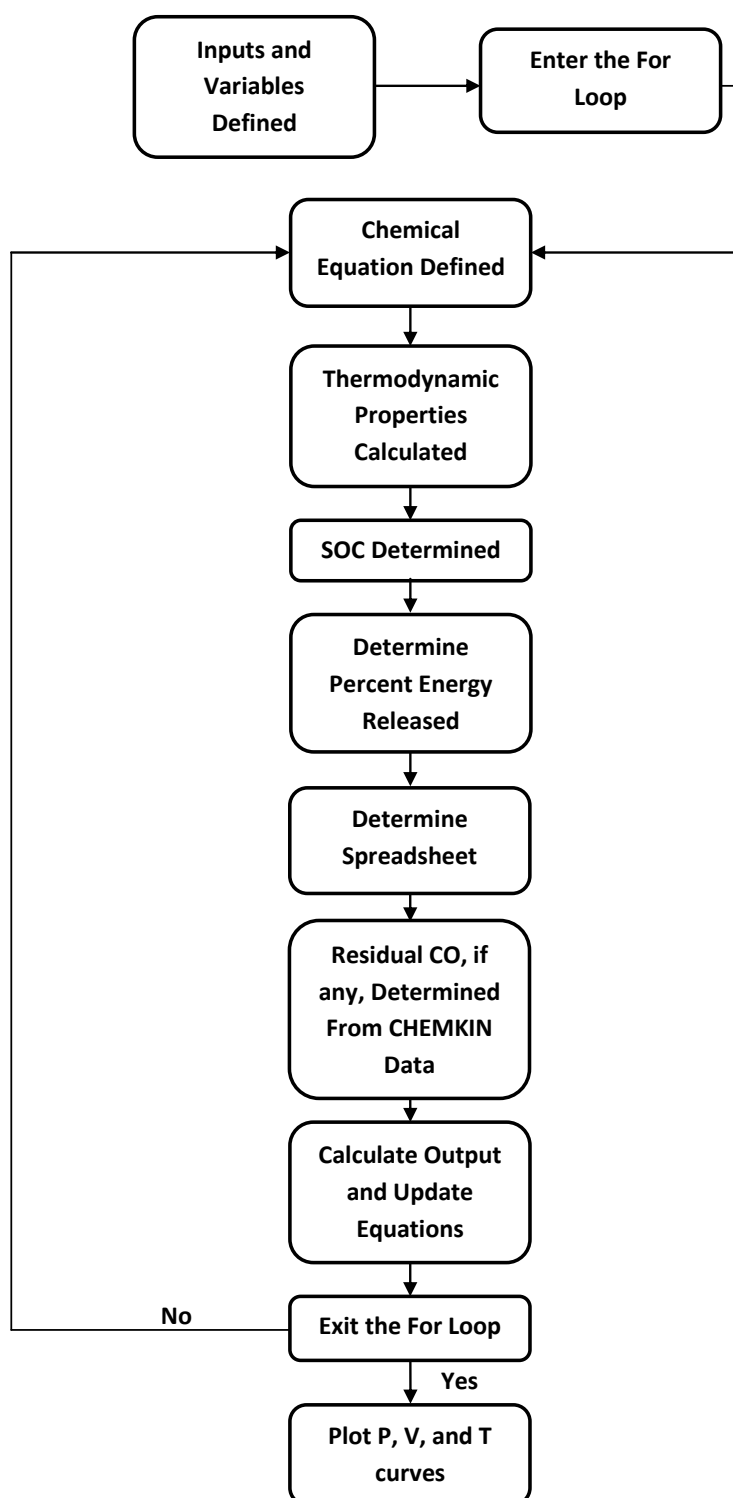 Inputs and
Variables
Defined
Enter the For
Loop
Chemical
Equation Defined
Thermodynamic
Properties
Calculated
SOC Determined
Determine
Percent Energy
Released
Determine
Spreadsheet
Residual CO, if
any, Determined
From CHEMKIN
Data
Calculate Output
and Update
Equations
No
Exit the For Loop
Yes
Plot P, V, and T
curves